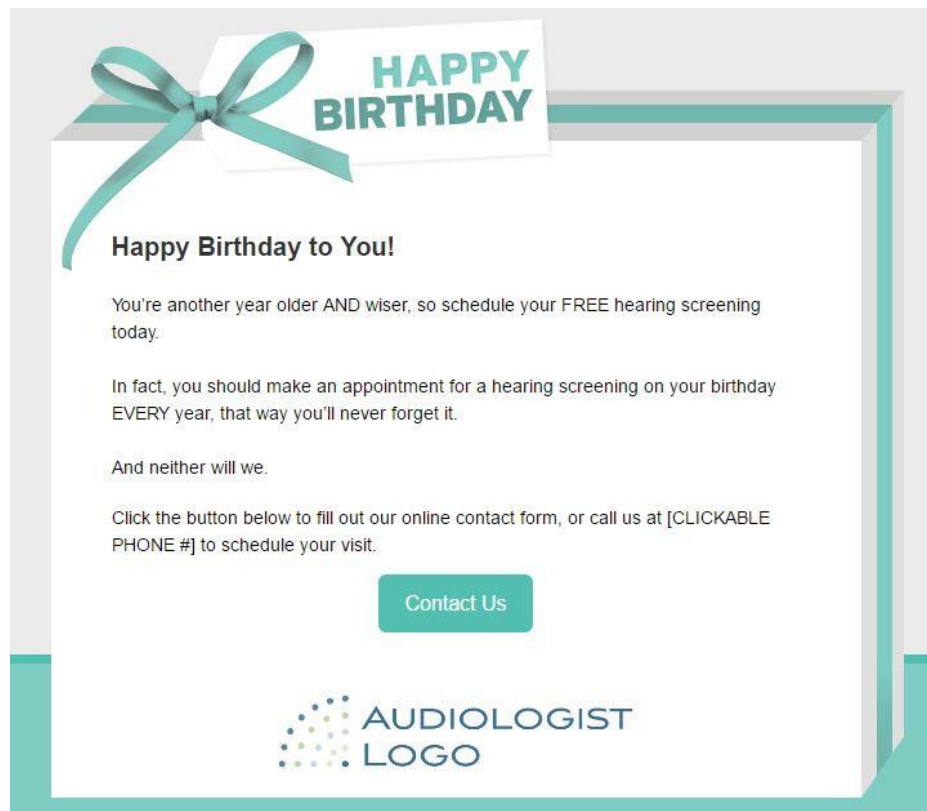 HAPPY
BIRTHDAY
Happy Birthday to You!
You’re another year older AND wiser, so schedule your FREE hearing screening
today.
In fact, you should make an appointment for a hearing screening on your birthday
EVERY year, that way you’ll never forget it.
And neither will we.
Click the button below to fill out our online contact form, or call us at [CLICKABLE
PHONE #] to schedule your visit.
Contact Us
AUDIOLOGIST
LOGO